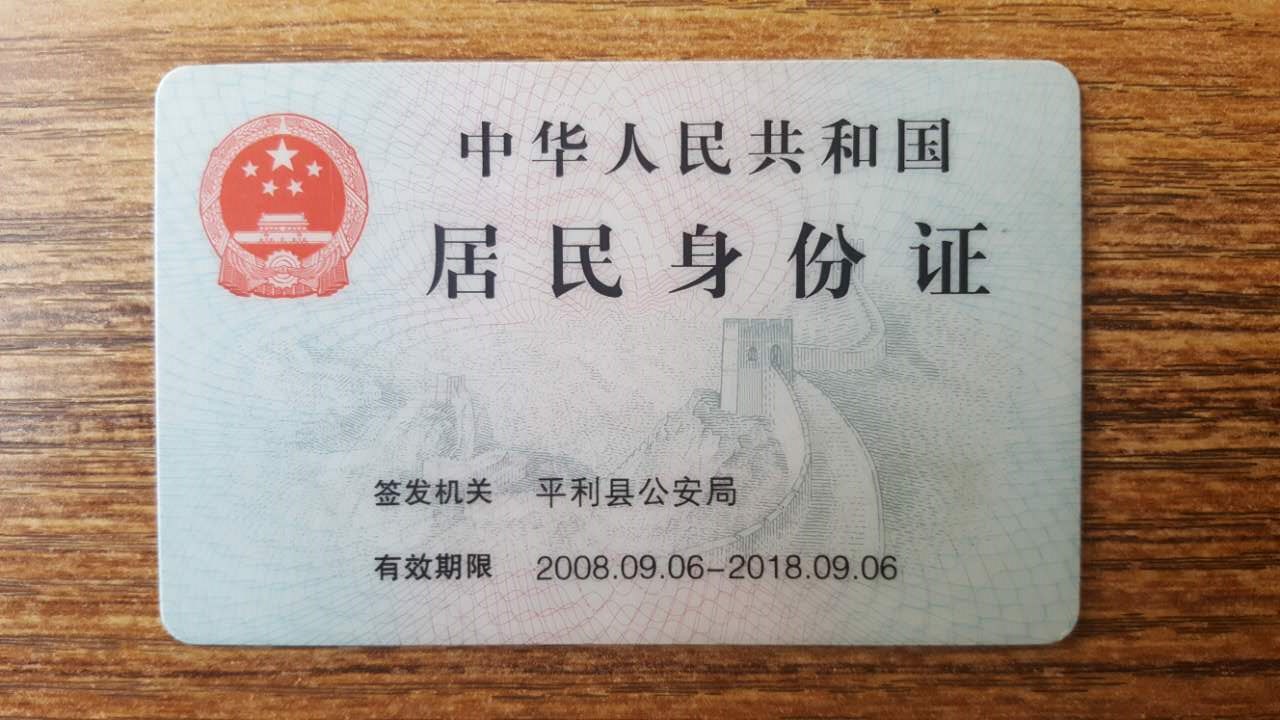 中华人民共和国
居民身份证
签发机关 平利县公安局
有效期限 2008.09.06-2018.09.06